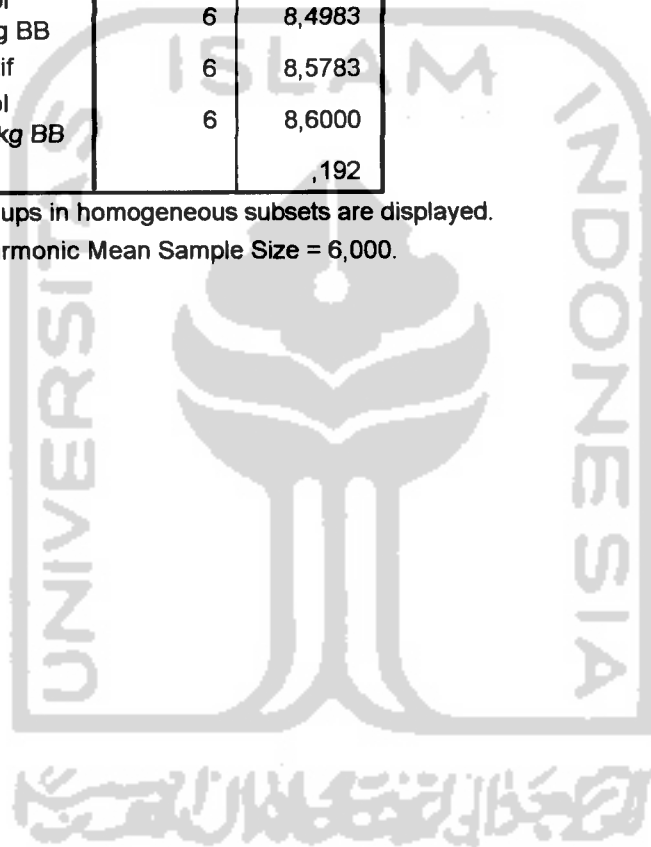 g BB 6 8,4983
if 6 8,5783
ol
kg BB 6 8,6000
,192
ups in homogeneous subsets are displayed.
rmonic Mean Sample Size = 6,000.
ISLAM
UNIVERSITAS
INDONESIA